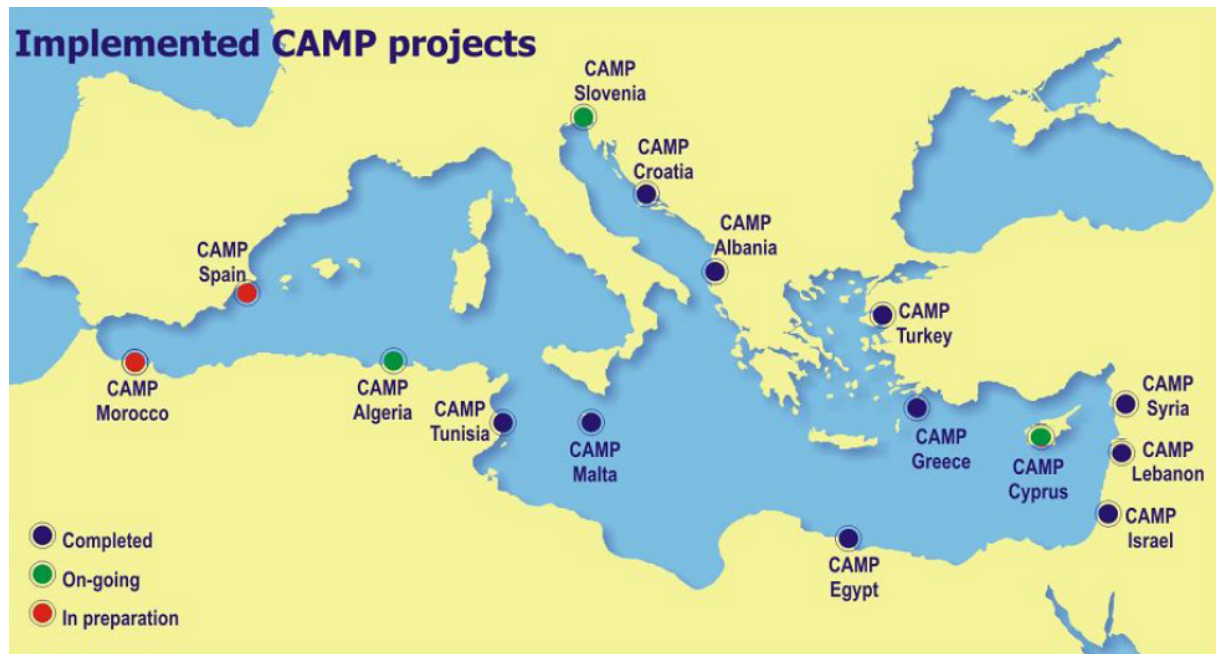 Implemented CAMP projects
CAMP
Slovenia
CAMP
Croatia
CAMP
Albania
CAMP
Spain
CAMP
Turkey
CAMP
Morocco
CAMP
Algeria
CAMP
Tunisia
CAMP
Malta
CAMP
Greece
CAMP
Cyprus
CAMP
Syria
CAMP
Lebanon
CAMP
Israel
CAMP
Egypt
Completed
On-going
In preparation